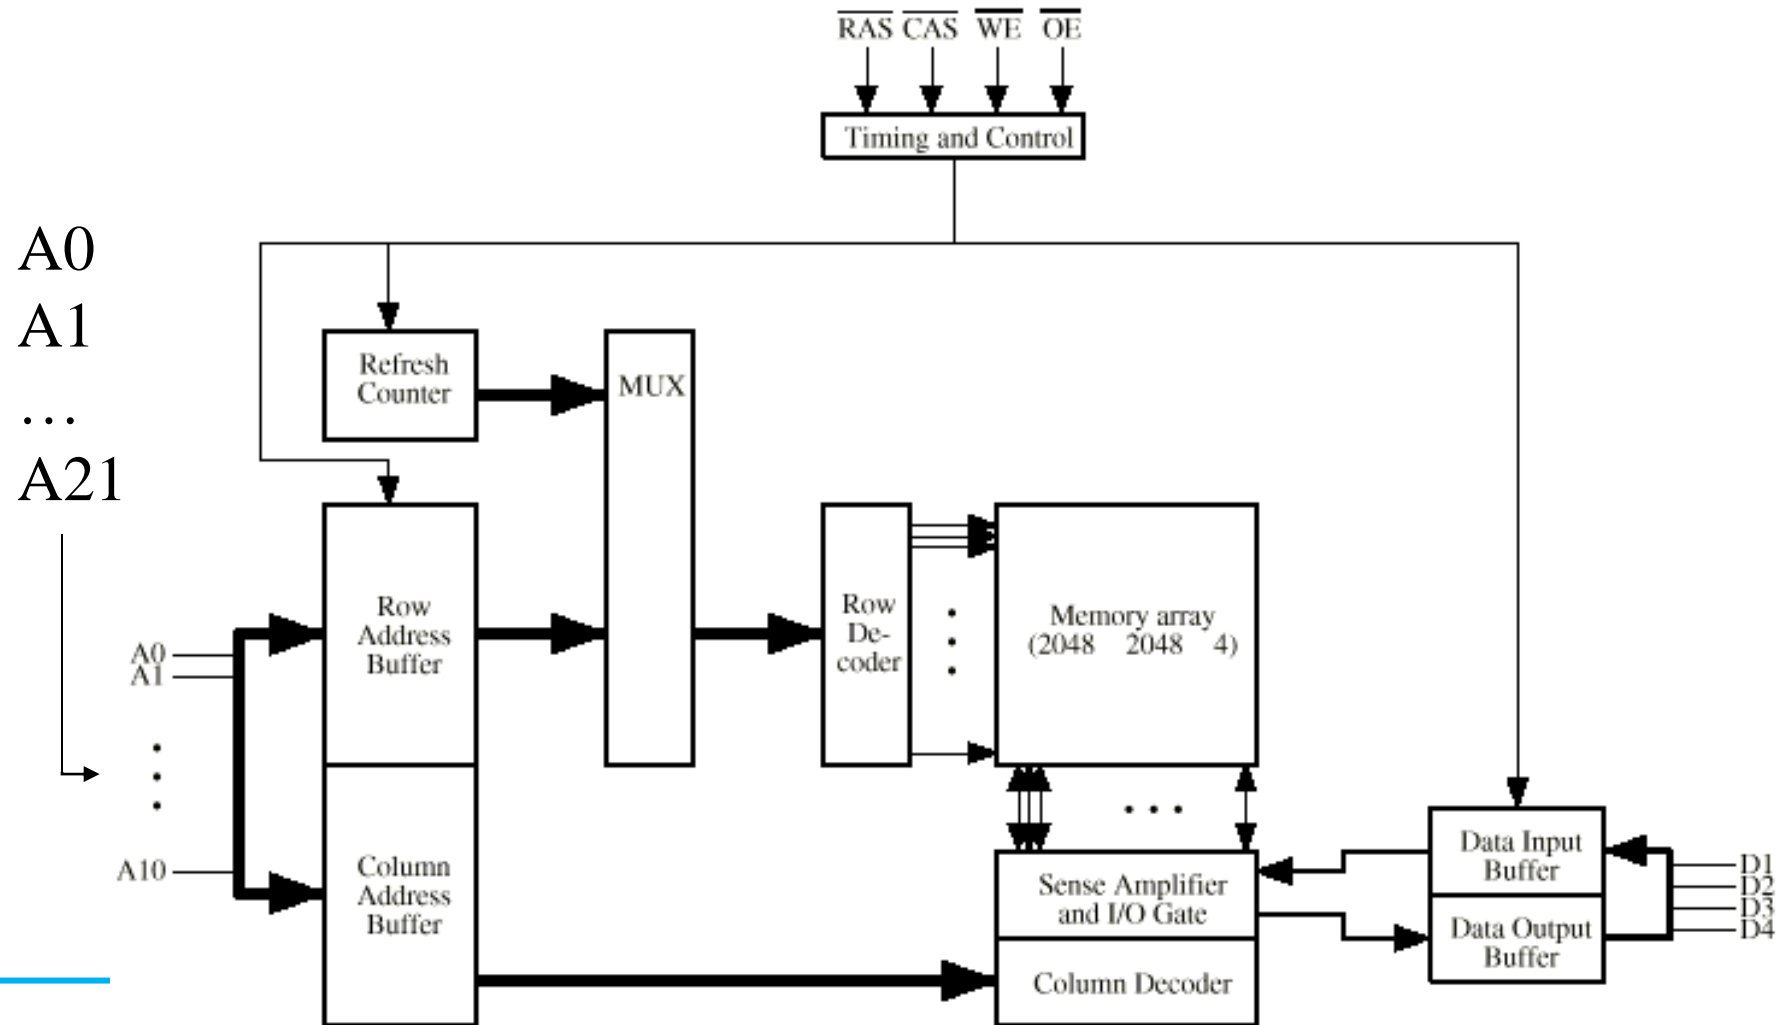 RAS CAS WE OE
Timing and Control
A0
A1
…
A21
Refresh
Counter
MUX
Row
Address
Buffer
Row
De-
coder
Memory array
(2048 2048 4)
A0
A1
A10
Column
Address
Buffer
Sense Amplifier
and I/O Gate
Column Decoder
Data Input
Buffer
Data Output
Buffer
D1
D2
D3
D4